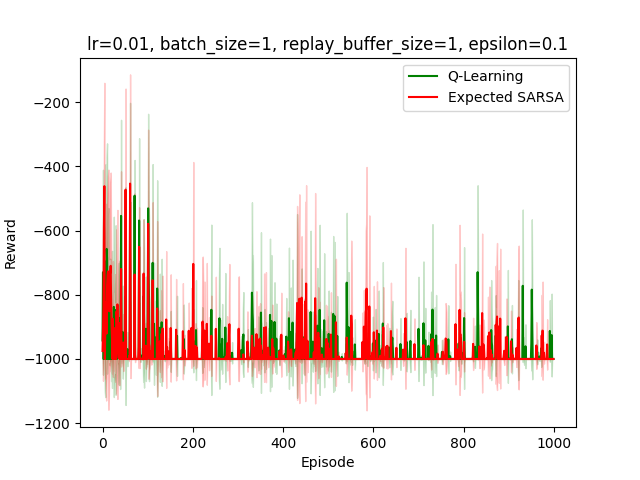 lr=0.01, batch_size=1, replay_buffer_size=1, epsilon=0.1
Q-Learning
Expected SARSA
−200
−400
−600
−800
−1000
−1200
Reward
0 200 400 600 800 1000
Episode